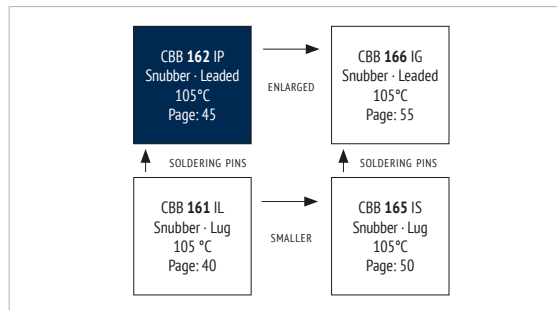 CBB 162 IP
Snubber · Leaded
105°C
Page: 45
ENLARGED
CBB 166 IG
Snubber · Leaded
105°C
Page: 55
SOLDERING PINS
SOLDERING PINS
CBB 161 IL
Snubber · Lug
105 °C
Page: 40
SMALLER
CBB 165 IS
Snubber · Lug
105°C
Page: 50